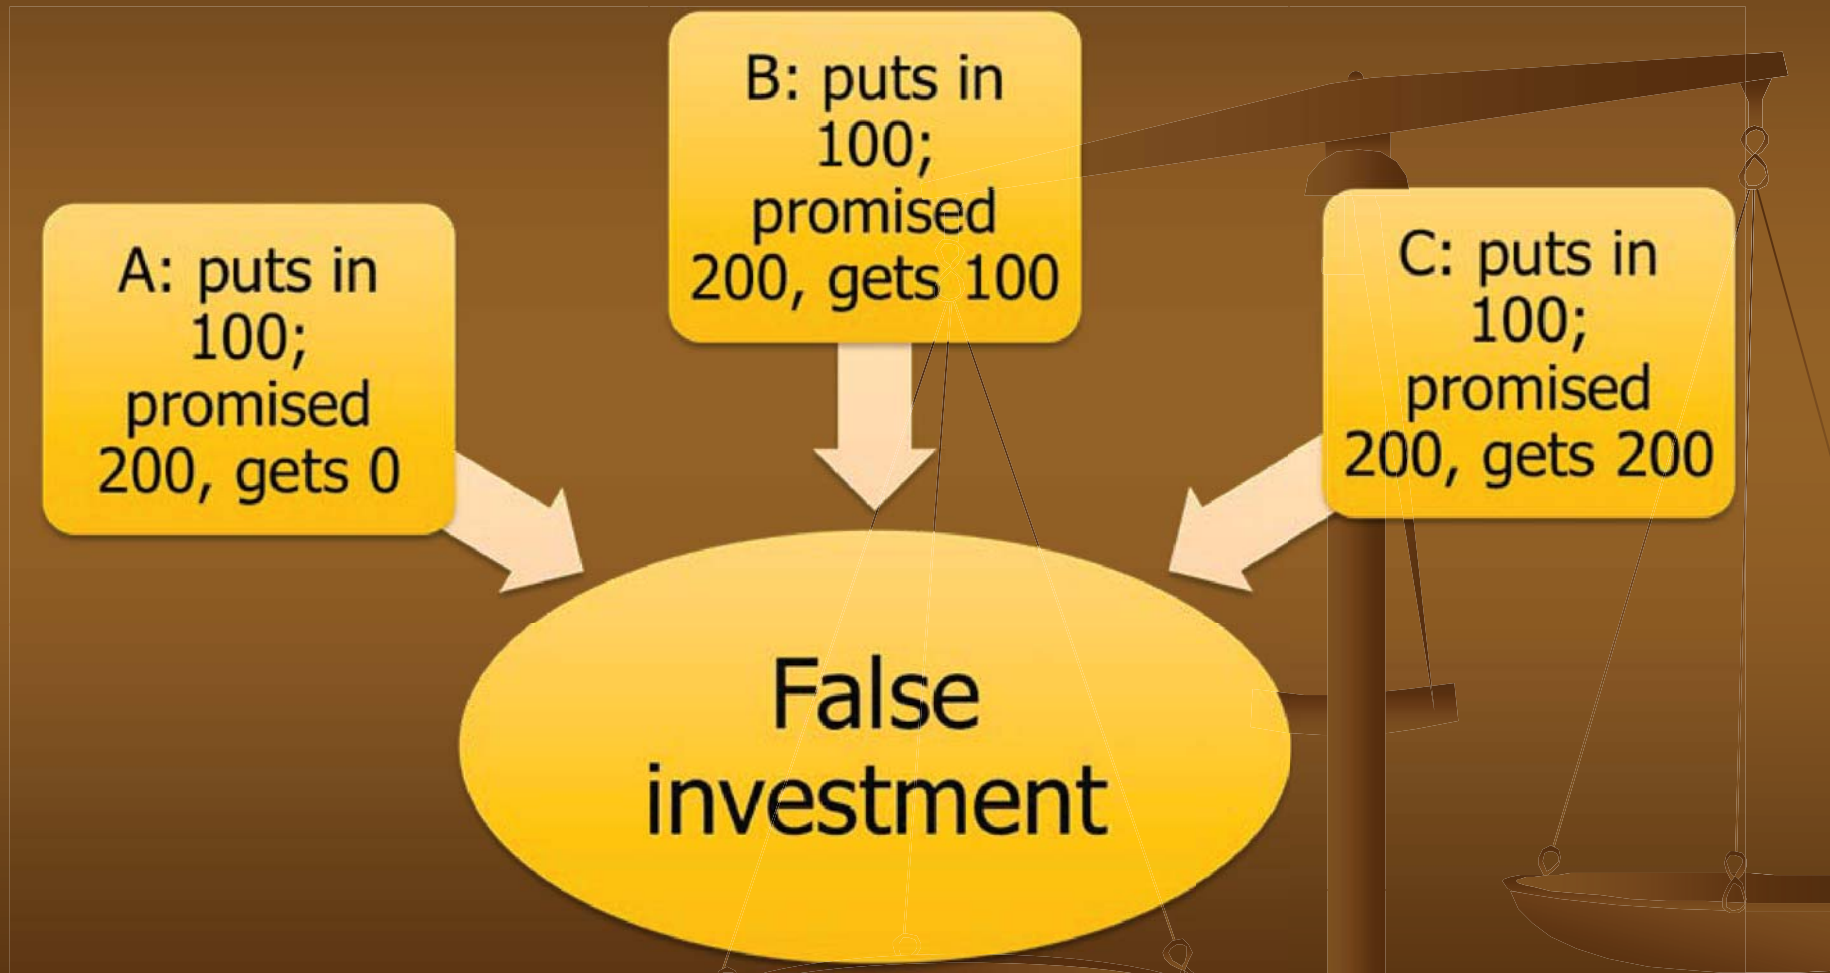 A: puts in
100;
promised
200, gets 0
B: puts in
100;
promised
200, gets 100
C: puts in
100;
promised
200, gets 200
False
investment